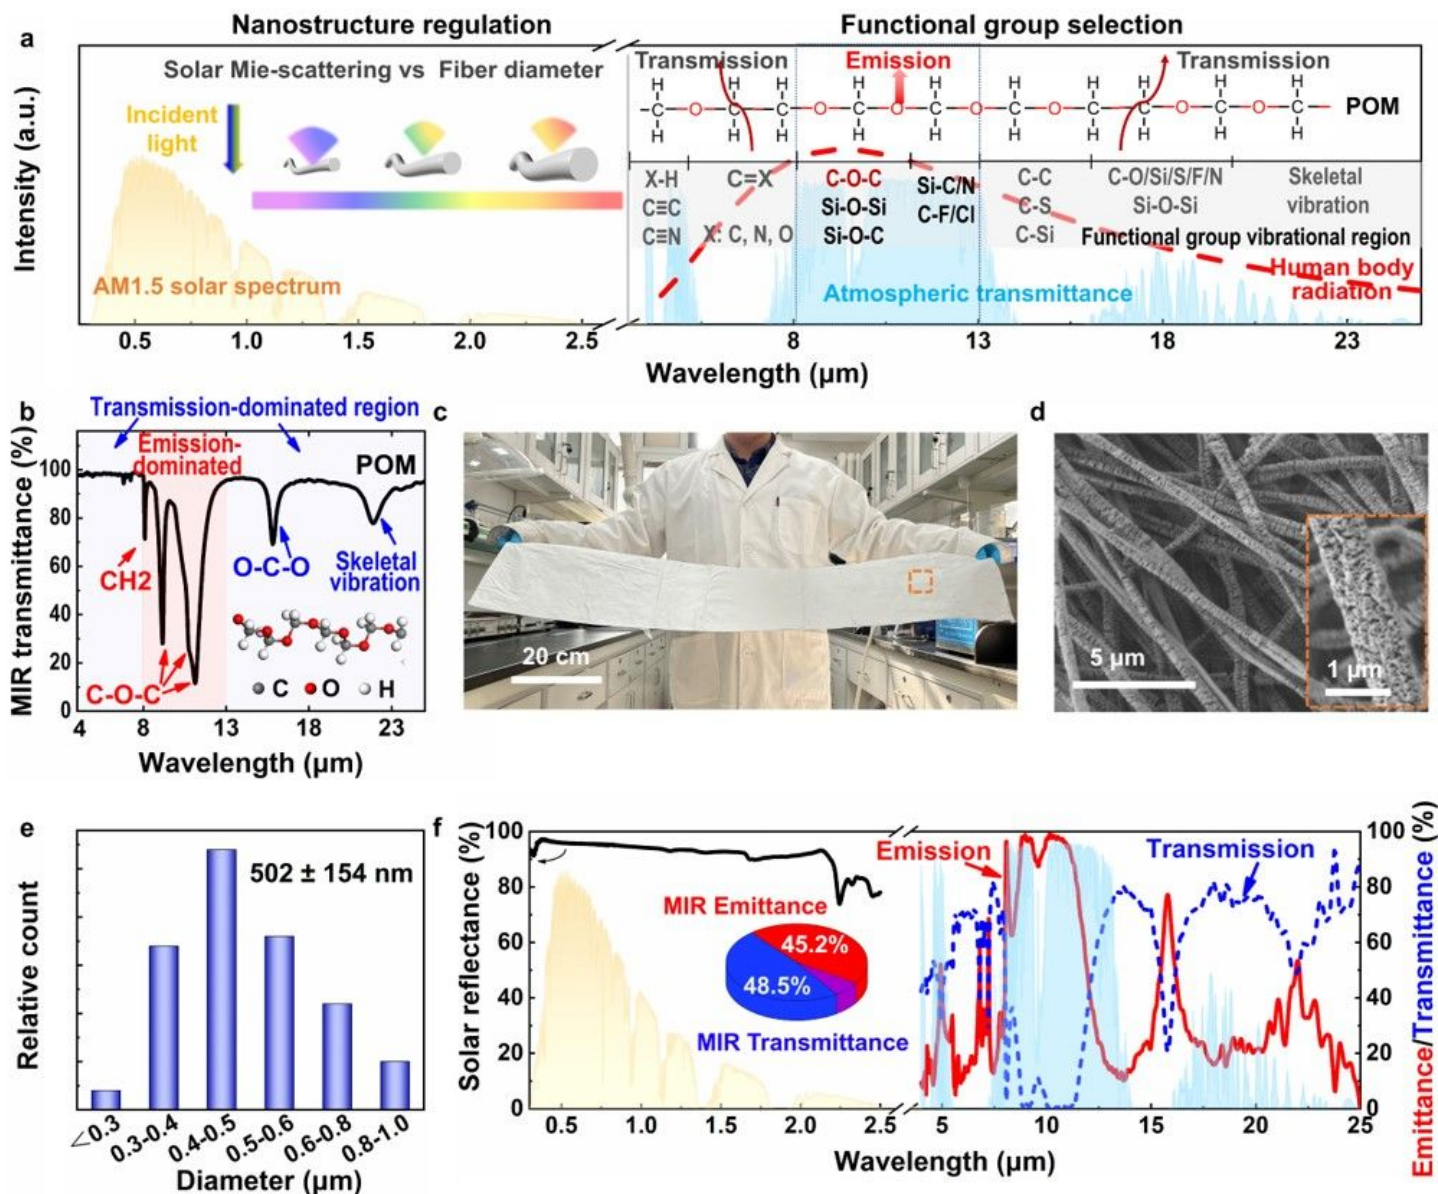 Nanostructure regulation
Functional group selection
a
Intensity (a.u.)
Solar Mie-scattering vs Fiber diameter
Incident
light
AM1.5 solar spectrum
Transmission
Emission
Transmission
H H H H H H H H
C O C C O C O C O C O C C O C O C
H H H H H H H H
POM
X-H
C≡C
C≡N
C=X
X: C, N, O
C-O-C
Si-O-Si
Si-O-C
Si-C/N
C-F/Cl
C-C
C-S
C-Si
C-O/Si/S/F/N
Si-O-Si
Skeletal
vibration
Functional group vibrational region
Human body
radiation
Atmospheric transmittance
0.5 1.0 1.5 2.0 2.5 8 13 18 23
Wavelength (μm)
b
Transmission-dominated region
Emission-
dominated
POM
MIR transmittance (%)
100
80
60
40
20
0
CH2
O-C-O
Skeletal
vibration
C-O-C
C O H
4 8 13 18 23
Wavelength (μm)
c
20 cm
d
5 μm
1 μm
e
Relative count
502 ± 154 nm
<0.3 0.3-0.4 0.4-0.5 0.5-0.6 0.6-0.8 0.8-1.0
Diameter (μm)
f
Solar reflectance (%)
100
80
60
40
20
0
Emission
Transmission
MIR Emittance
45.2%
48.5%
MIR Transmittance
100
80
60
40
20
0
Emittance/Transmittance (%)
0.5 1.0 1.5 2.0 2.5 5 10 15 20 25
Wavelength (μm)